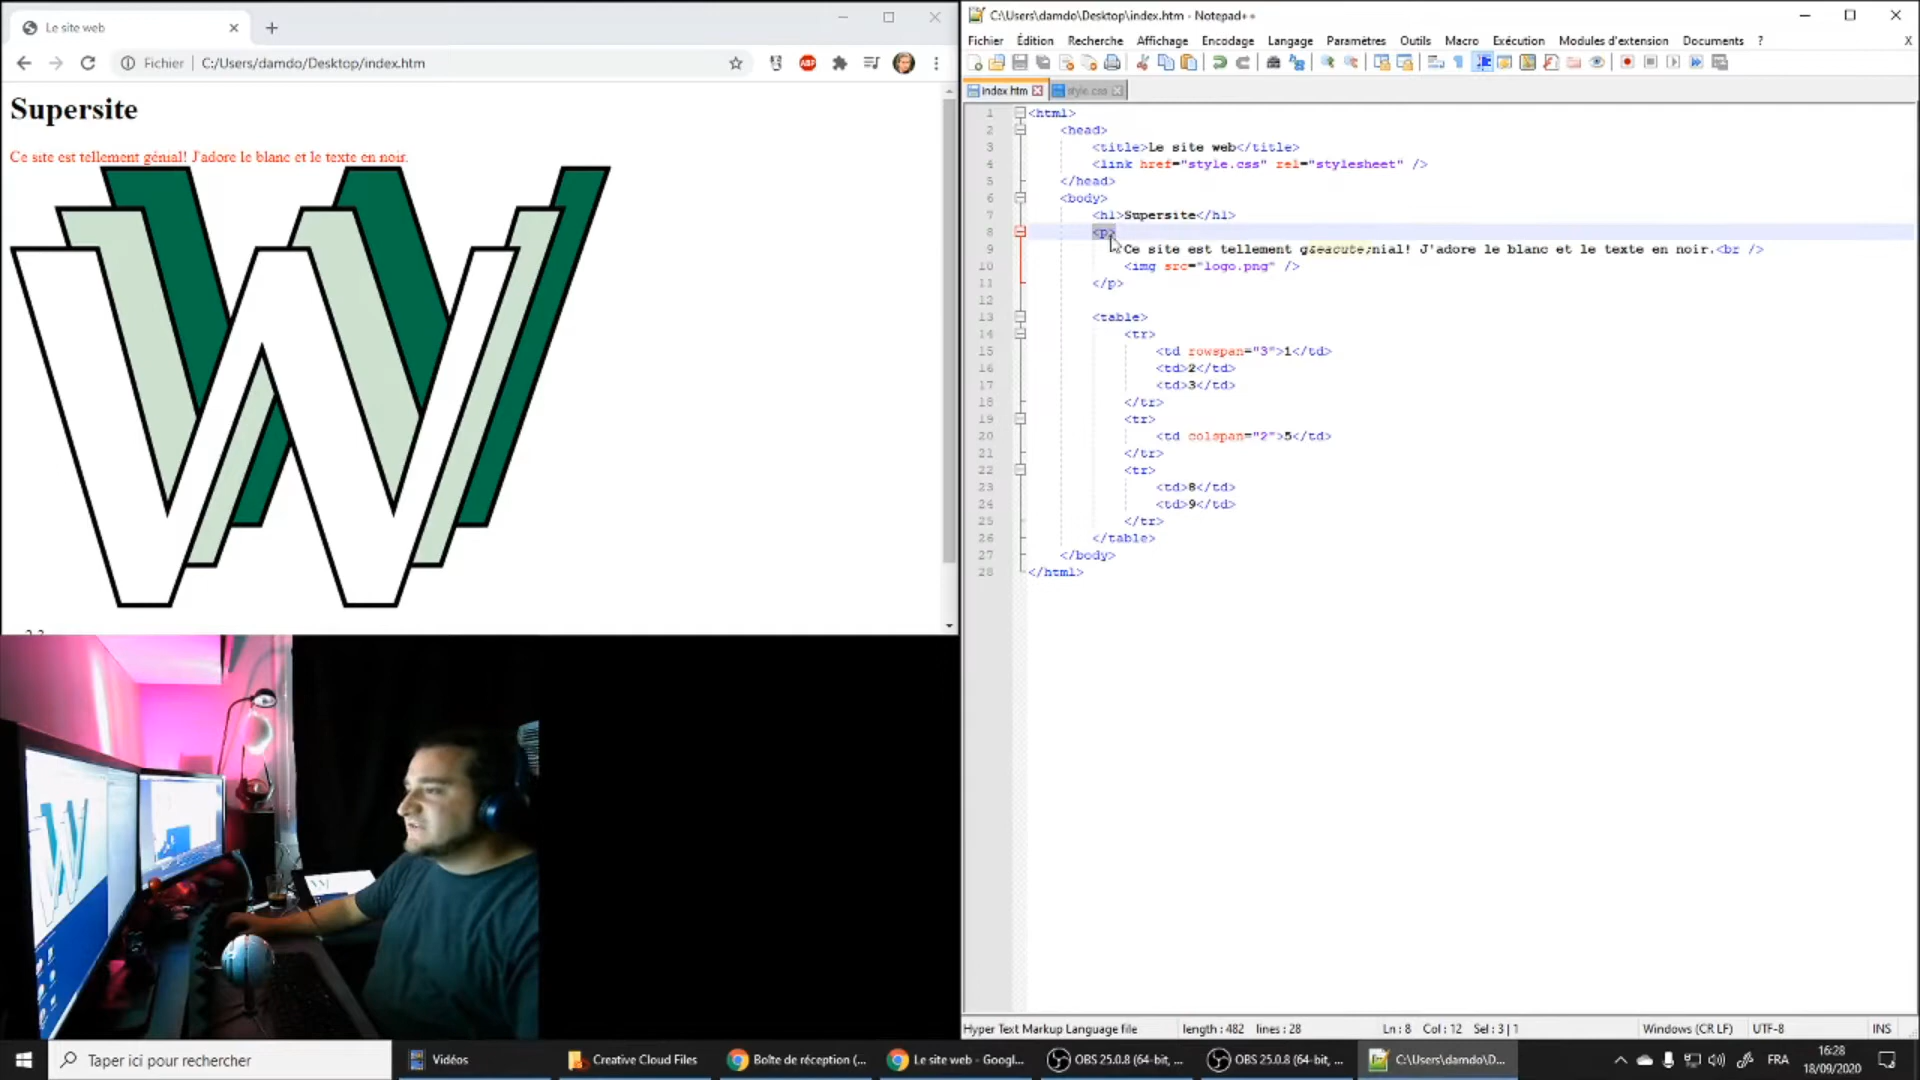 Le site web
Fichier C:/Users/damdo/Desktop/index.htm
ABP
Supersite
Ce site est tellement génial! J'adore le blanc et le texte en noir.
C:\Users\damdo\Desktop\index.htm - Notepad++
Fichier Édition Recherche Affichage Encodage Langage Paramètres Outils Macro Exécution Modules d'extension Documents ? X
index.htm style.css
1 <html>
2 <head>
3 <title>Le site web</title>
4 <link href="style.css" rel="stylesheet" />
5 </head>
6 <body>
7 <h1>Supersite</h1>
8 <p>
9 Ce site est tellement g&eacute;nial! J'adore le blanc et le texte en noir.<br />
10 <img src="logo.png" />
11 </p>
12
13 <table>
14 <tr>
15 <td rowspan="3">1</td>
16 <td>2</td>
17 <td>3</td>
18 </tr>
19 <tr>
20 <td colspan="2">5</td>
21 </tr>
22 <tr>
23 <td>8</td>
24 <td>9</td>
25 </tr>
26 </table>
27 </body>
28 </html>
Hyper Text Markup Language file length : 482 lines : 28 Ln : 8 Col : 12 Sel : 3 | 1 Windows (CR LF) UTF-8 INS
Taper ici pour rechercher Vidéos Creative Cloud Files Boîte de réception (... Le site web - Googl... OBS 25.0.8 (64-bit, ... OBS 25.0.8 (64-bit, ... C:\Users\damdo\D... FRA 16:28
18/09/2020